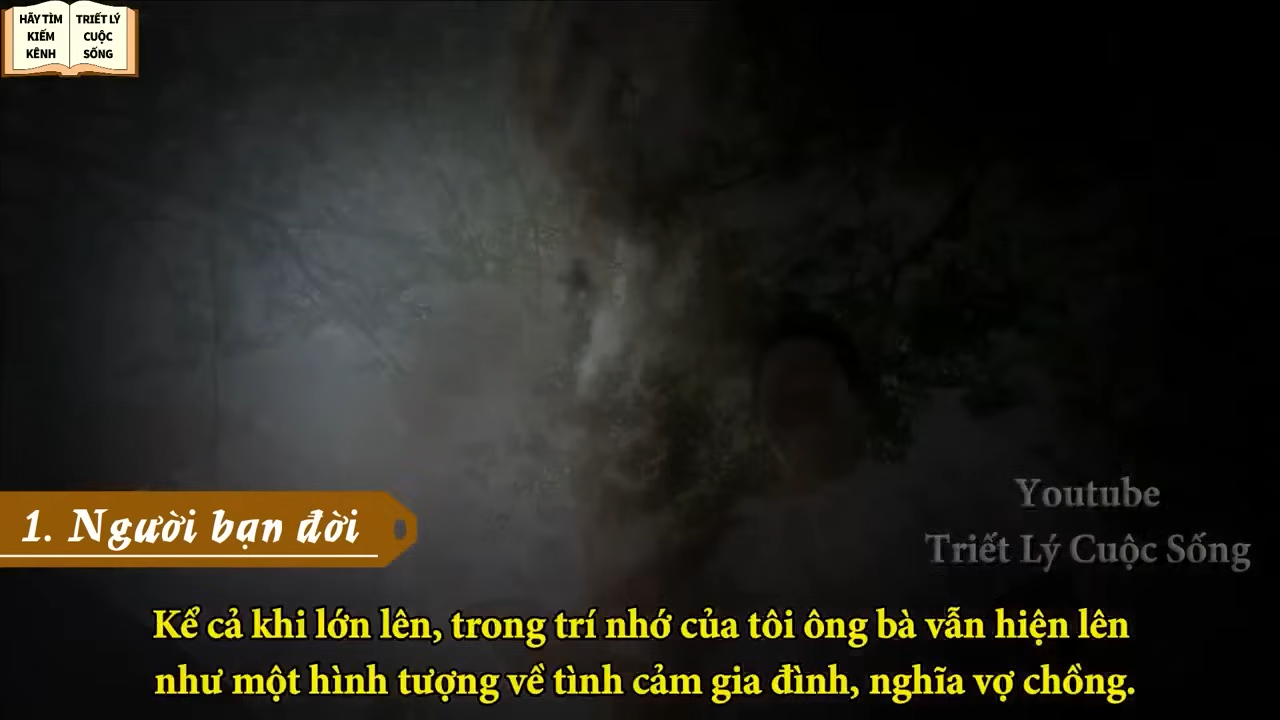 HÃY TÌM
KIẾM
KÊNH
TRIẾT LÝ
CUỘC
SỐNG
Youtube
Triết Lý Cuộc Sống
1. Người bạn đời
Kể cả khi lớn lên, trong trí nhớ của tôi ông bà vẫn hiện lên
như một hình tượng về tình cảm gia đình, nghĩa vợ chồng.